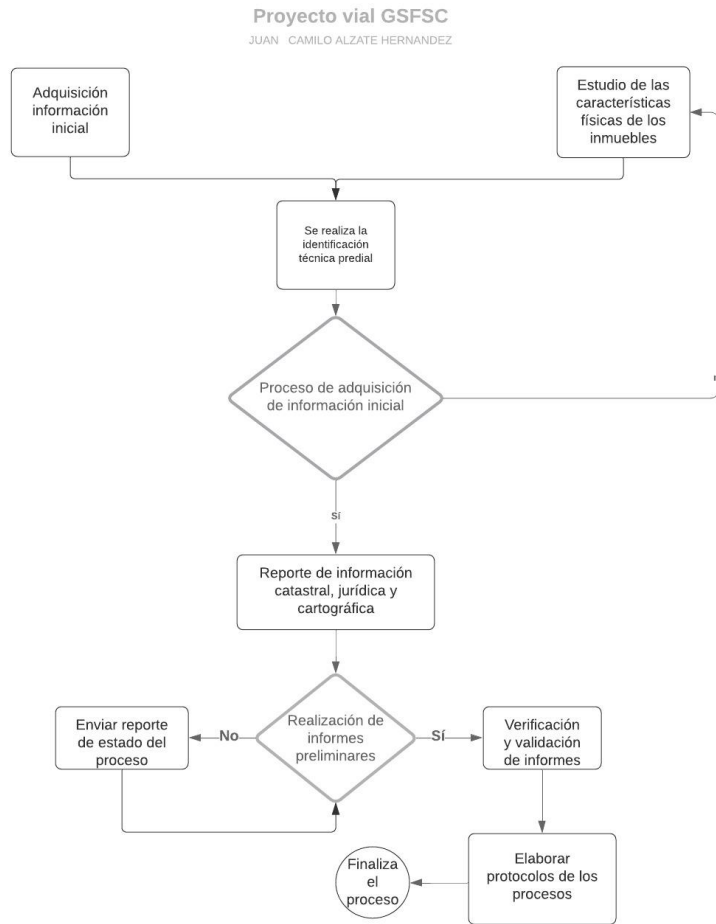 Proyecto vial GSFSC
JUAN CAMILO ALZATE HERNANDEZ
Adquisición
información
inicial
Estudio de las
características
físicas de los
inmuebles
Se realiza la
identificación
técnica predial
Proceso de adquisición
de información inicial
Sí
Reporte de información
catastral, jurídica y
cartográfica
Enviar reporte
de estado del
proceso
No
Realización de
informes
preliminares
Sí
Verificación
y validación
de informes
Finaliza
el
proceso
Elaborar
protocolos de los
procesos